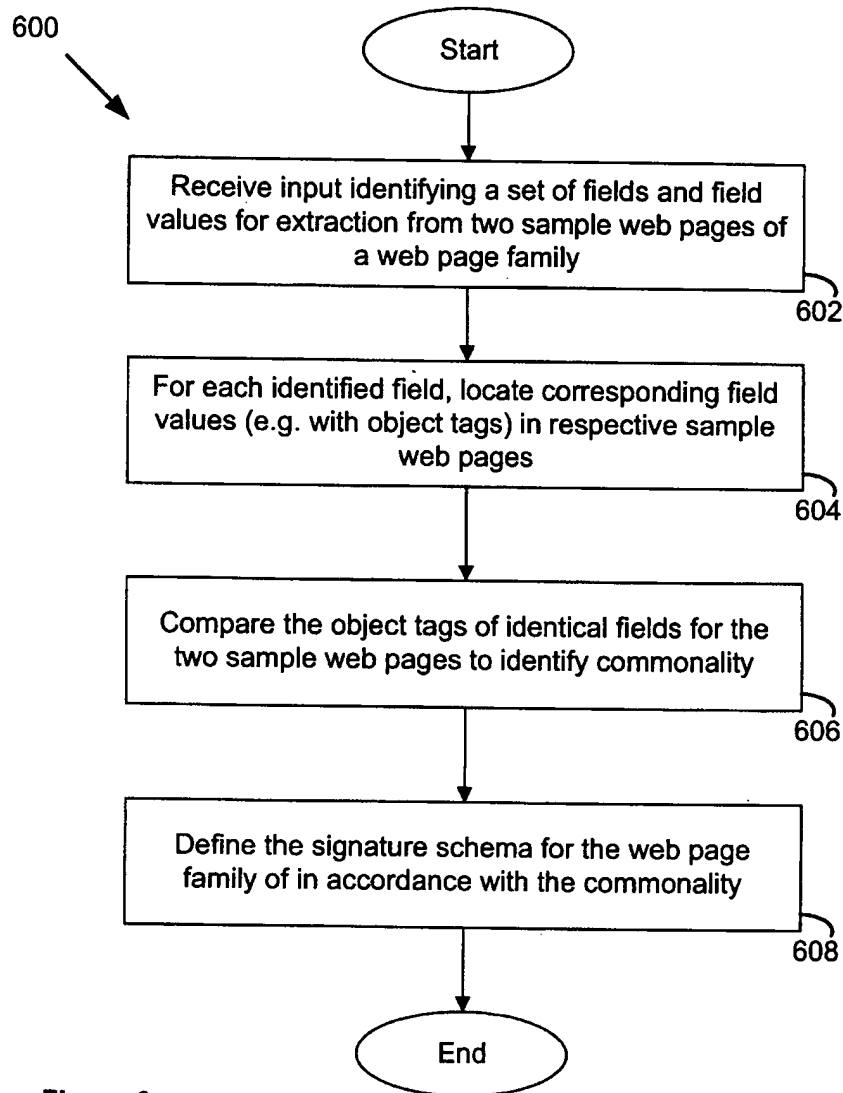 600
Start
Receive input identifying a set of fields and field
values for extraction from two sample web pages of
a web page family
602
For each identified field, locate corresponding field
values (e.g. with object tags) in respective sample
web pages
604
Compare the object tags of identical fields for the
two sample web pages to identify commonality
606
Define the signature schema for the web page
family of in accordance with the commonality
608
End